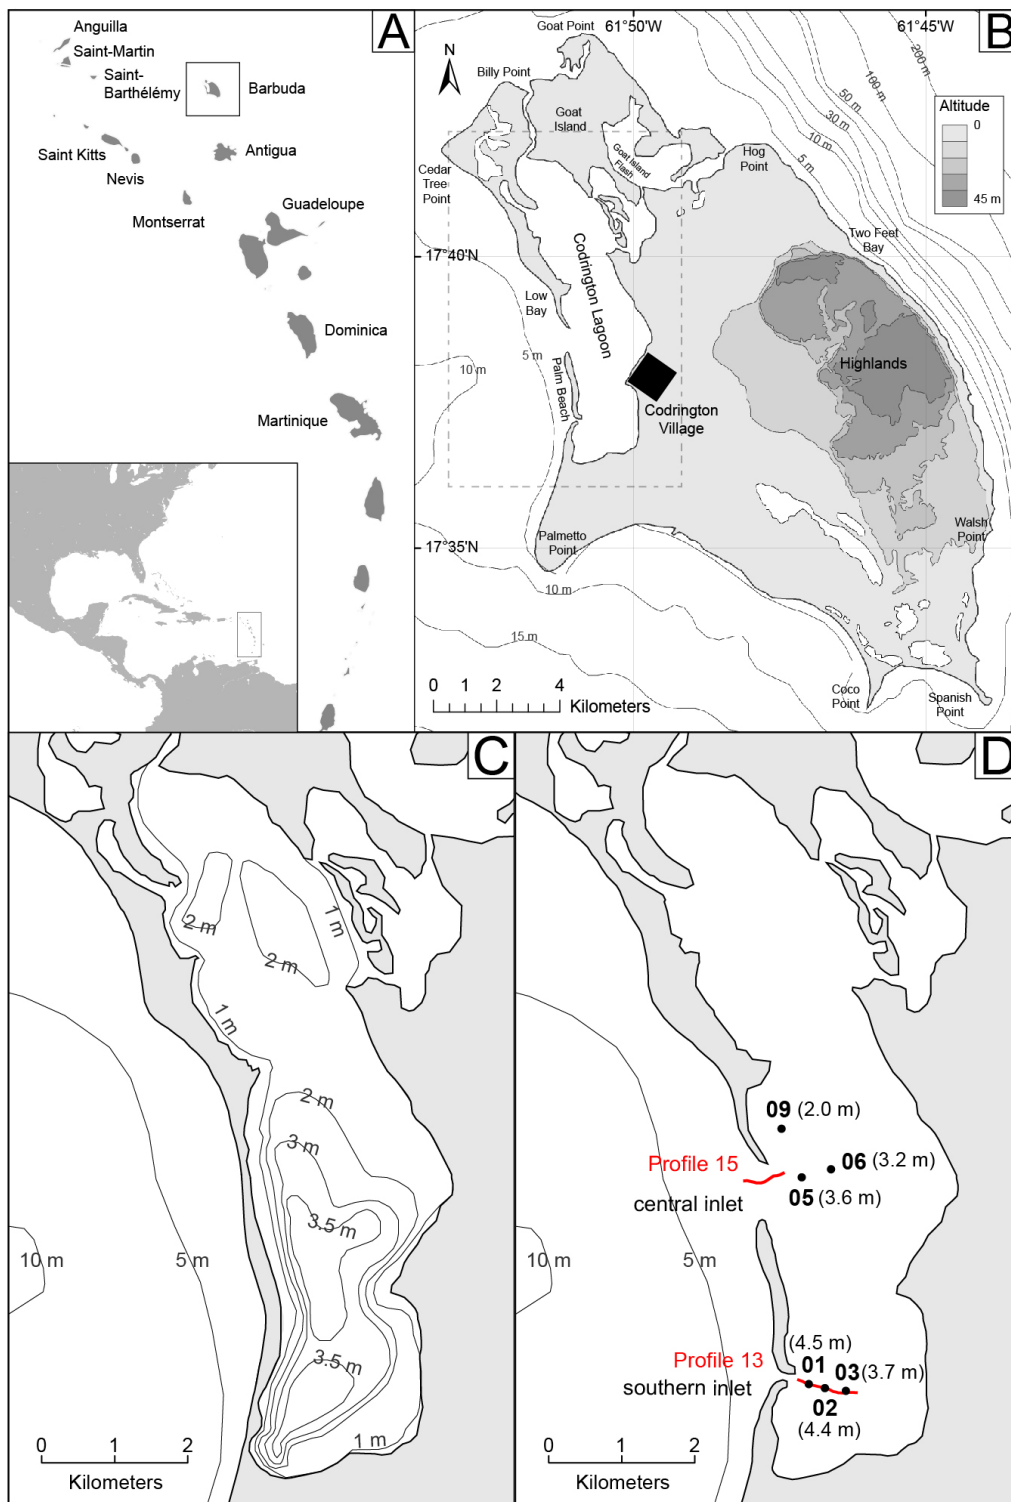 A
Anguilla
Saint-Martin
Saint-
Barthélémy
Barbuda
Saint Kitts
Nevis
Antigua
Montserrat
Guadeloupe
Dominica
Martinique
B
61°50'W
61°45'W
17°40'N
17°35'N
N
Goat Point
Billy Point
Goat
Island
Goat Island
Flash
Cedar
Tree
Point
Hog
Point
Two Feet
Bay
200 m
100 m
50 m
30 m
10 m
5 m
Altitude
0
45 m
Codrington Lagoon
Low
Bay
5 m
10 m
Palm Beach
Codrington
Village
Highlands
Palmetto
Point
Walsh
Point
10 m
15 m
Coco
Point
Spanish
Point
0 1 2 4
Kilometers
C
2 m
1 m
2 m
1 m
2 m
3 m
3.5 m
10 m
5 m
3.5 m
1 m
0 1 2
Kilometers
D
09 (2.0 m)
Profile 15
06 (3.2 m)
05 (3.6 m)
central inlet
10 m
5 m
(4.5 m)
Profile 13
01
03 (3.7 m)
southern inlet
02
(4.4 m)
0 1 2
Kilometers